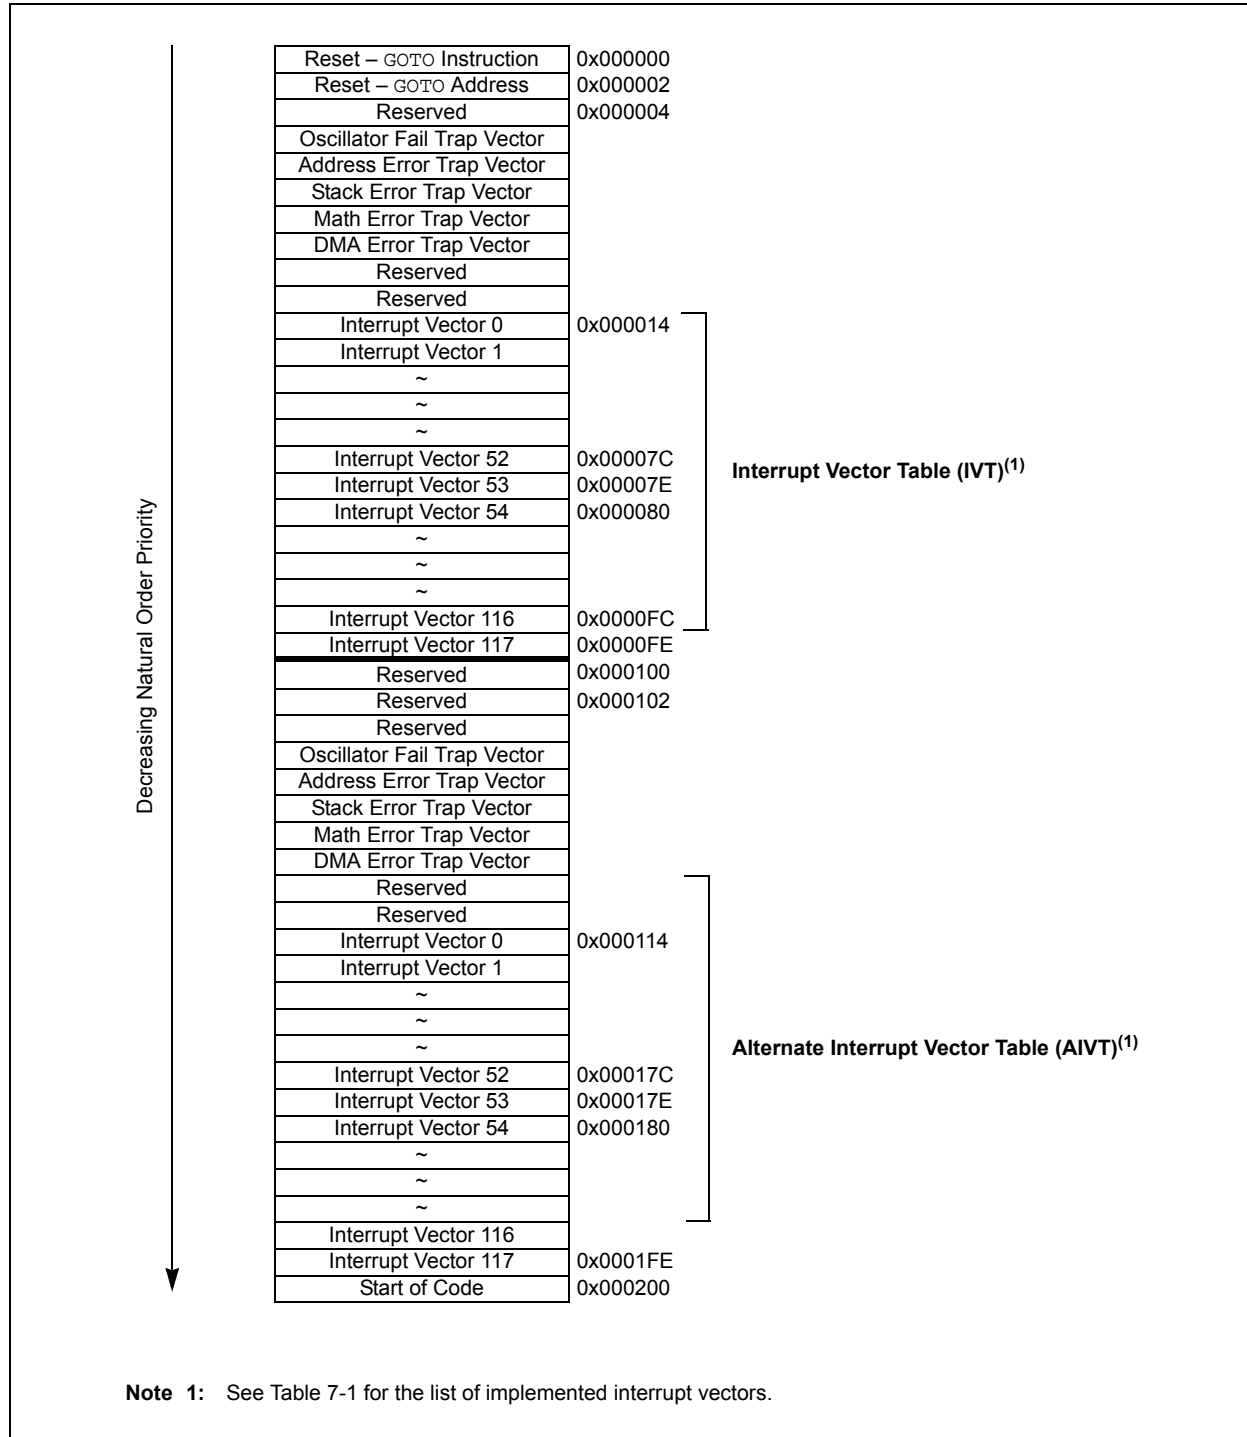 Decreasing Natural Order Priority
Reset – GOTO Instruction 0x000000
Reset – GOTO Address 0x000002
Reserved 0x000004
Oscillator Fail Trap Vector
Address Error Trap Vector
Stack Error Trap Vector
Math Error Trap Vector
DMA Error Trap Vector
Reserved
Reserved
Interrupt Vector 0 0x000014
Interrupt Vector 1
~
~
~
Interrupt Vector 52 0x00007C
Interrupt Vector Table (IVT)(1)
Interrupt Vector 53 0x00007E
Interrupt Vector 54 0x000080
~
~
~
Interrupt Vector 116 0x0000FC
Interrupt Vector 117 0x0000FE
Reserved 0x000100
Reserved 0x000102
Reserved
Oscillator Fail Trap Vector
Address Error Trap Vector
Stack Error Trap Vector
Math Error Trap Vector
DMA Error Trap Vector
Reserved
Reserved
Interrupt Vector 0 0x000114
Interrupt Vector 1
~
~
~
Alternate Interrupt Vector Table (AIVT)(1)
Interrupt Vector 52 0x00017C
Interrupt Vector 53 0x00017E
Interrupt Vector 54 0x000180
~
~
~
Interrupt Vector 116
Interrupt Vector 117 0x0001FE
Start of Code 0x000200
Note 1: See Table 7-1 for the list of implemented interrupt vectors.